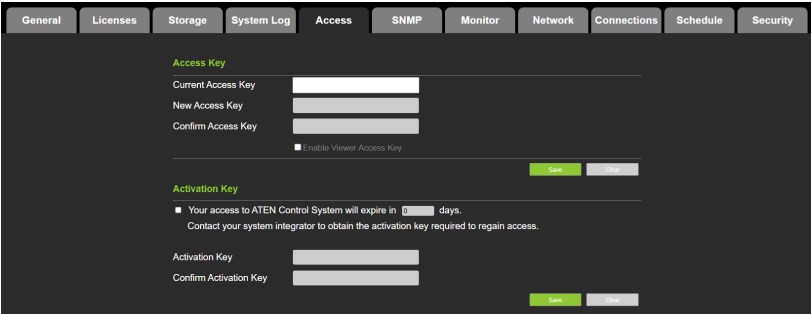 General Licenses Storage System Log Access SNMP Monitor Network Connections Schedule Security
Access Key
Current Access Key
New Access Key
Confirm Access Key
Enable Viewer Access Key
Save Clear
Activation Key
Your access to ATEN Control System will expire in 0 days.
Contact your system integrator to obtain the activation key required to regain access.
Activation Key
Confirm Activation Key
Save Clear